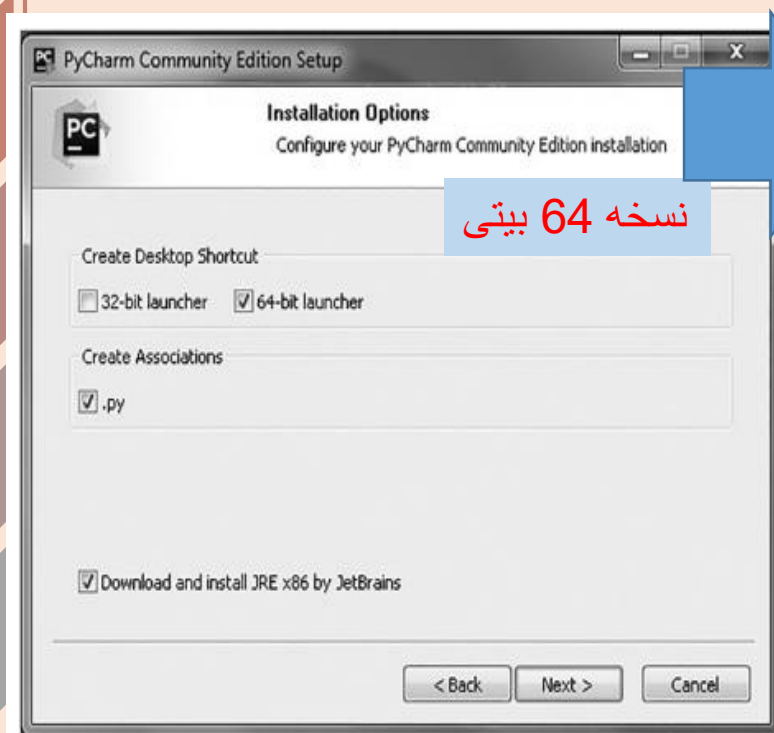 PyCharm Community Edition Setup
PC
Installation Options
Configure your PyCharm Community Edition installation
نسخه 64 بیتی
Create Desktop Shortcut
32-bit launcher 64-bit launcher
Create Associations
.py
Download and install JRE x86 by JetBrains
< Back Next > Cancel